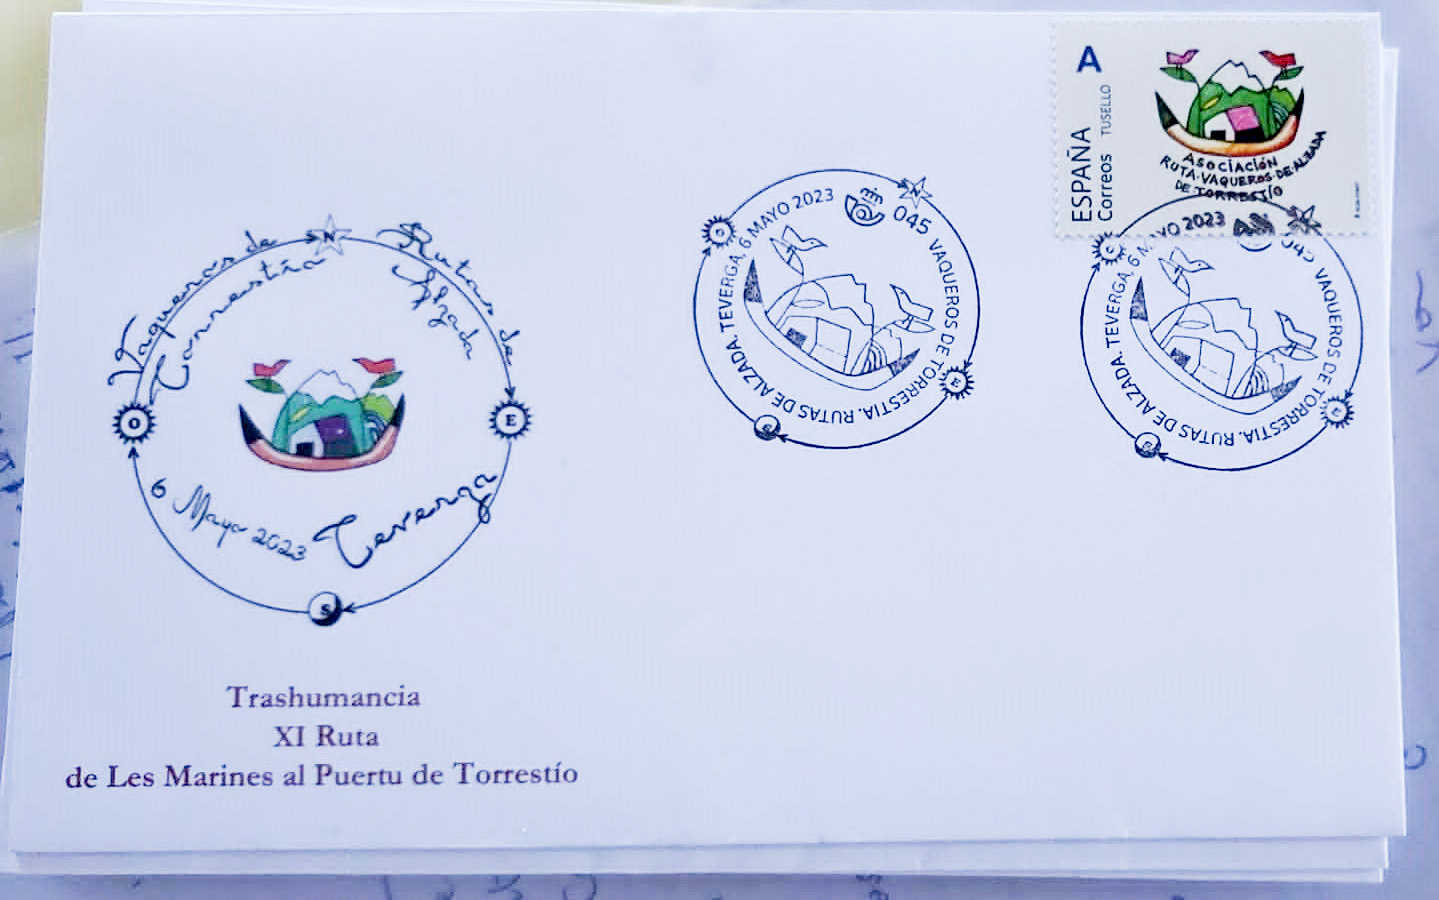 A
ESPAÑA
Correos TUSELLO
ASOCIACIÓN
RUTA·VAQUEROS·DE·ALZADA
DE TORRESTÍO
Vaqueros de
Torrestía
Rutas de
Alzada
N
E
S
O
6 Mayo 2023
Teverga
TEVERGA, 6 MAYO 2023
045 VAQUEROS DE TORRESTIA. RUTAS DE ALZADA.
N
E
S
O
TEVERGA, 6 MAYO 2023
045 VAQUEROS DE TORRESTIA. RUTAS DE ALZADA.
Trashumancia
XI Ruta
de Les Marines al Puertu de Torrestío